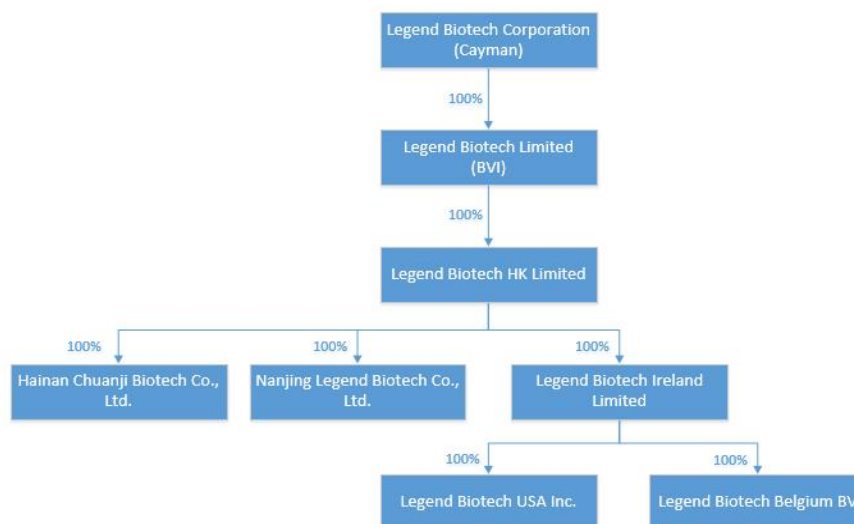 Legend Biotech Corporation
(Cayman)
100%
Legend Biotech Limited
(BVI)
100%
Legend Biotech HK Limited
100%
100%
100%
Hainan Chuanji Biotech Co.,
Ltd.
Nanjing Legend Biotech Co.,
Ltd.
Legend Biotech Ireland
Limited
100%
100%
Legend Biotech USA Inc.
Legend Biotech Belgium BV